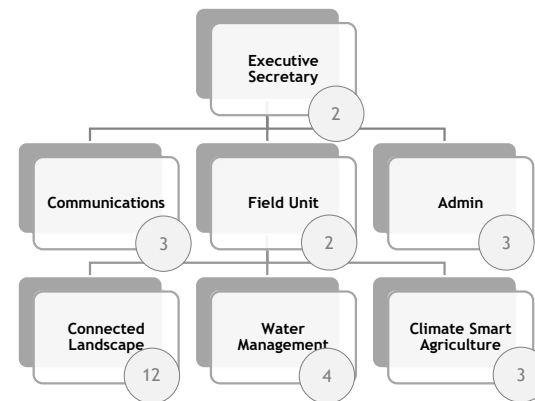 Executive
Secretary
2
Communications
3
Field Unit
2
Admin
3
Connected
Landscape
12
Water
Management
4
Climate Smart
Agriculture
3